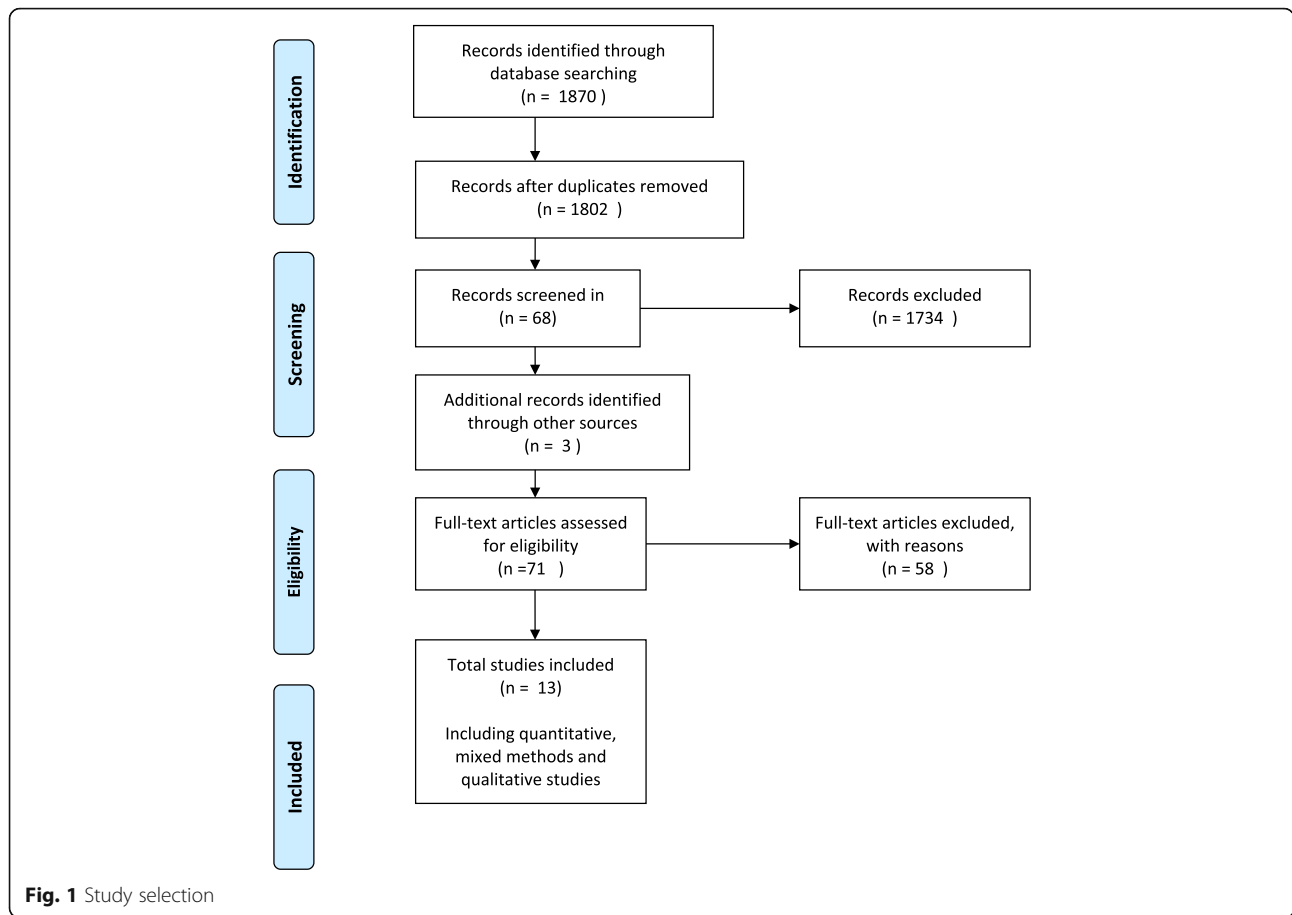 Identification
Records identified through
database searching
(n = 1870 )
Records after duplicates removed
(n = 1802 )
Screening
Records screened in
(n = 68)
Records excluded
(n = 1734 )
Additional records identified
through other sources
(n = 3 )
Eligibility
Full-text articles assessed
for eligibility
(n =71 )
Full-text articles excluded,
with reasons
(n = 58 )
Included
Total studies included
(n = 13)
Including quantitative,
mixed methods and
qualitative studies
Fig. 1 Study selection